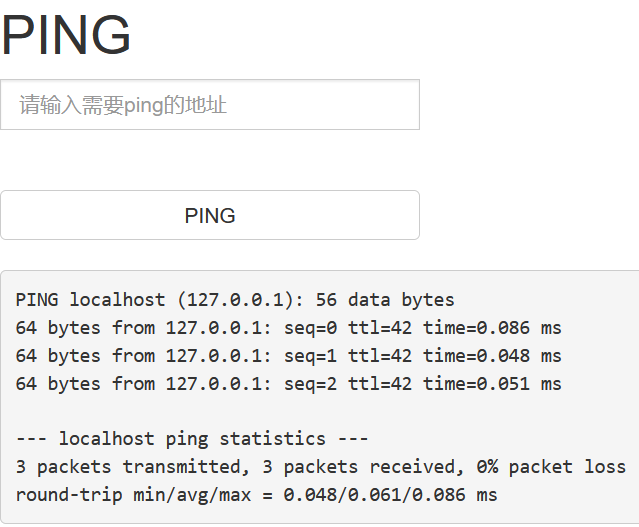 PING
请输入需要ping的地址
PING
PING localhost (127.0.0.1): 56 data bytes
64 bytes from 127.0.0.1: seq=0 ttl=42 time=0.086 ms
64 bytes from 127.0.0.1: seq=1 ttl=42 time=0.048 ms
64 bytes from 127.0.0.1: seq=2 ttl=42 time=0.051 ms
--- localhost ping statistics ---
3 packets transmitted, 3 packets received, 0% packet loss
round-trip min/avg/max = 0.048/0.061/0.086 ms